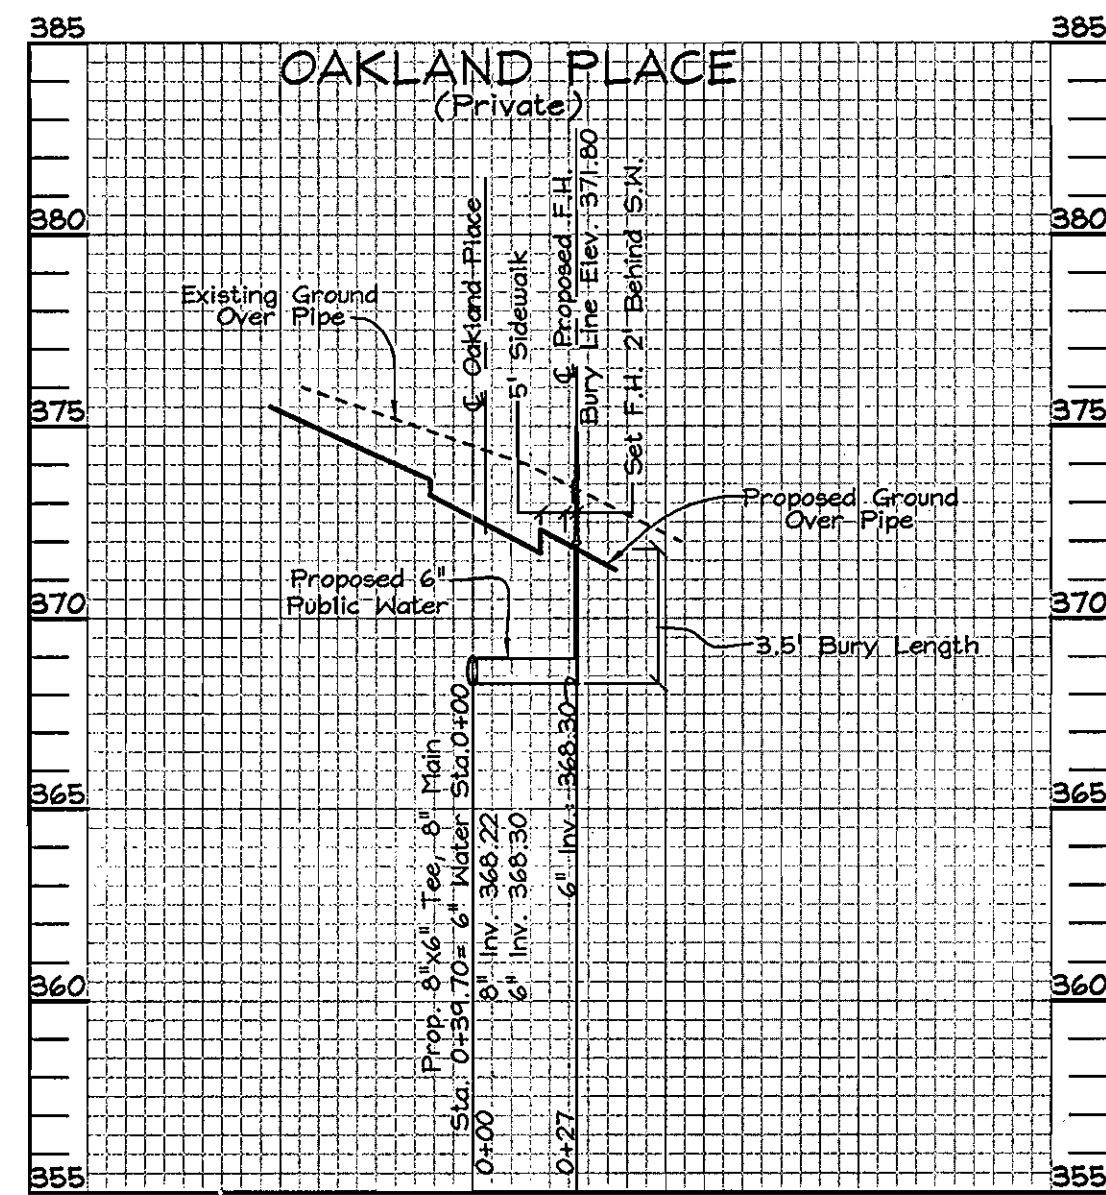 385
385
OAKLAND PLACE
(Private)
380
380
375
375
370
370
365
365
360
360
355
355
Existing Ground
Over Pipe
℄ Oakland Place
5' Sidewalk
℄ Proposed F.H.
Bury Line Elev. 371.80
Set F.H. 2' Behind S.W.
Proposed Ground
Over Pipe
Proposed 6"
Public Water
3.5' Bury Length
Prop. 8"x6" Tee, 8" Main
Sta. 0+39.70= 6" Water Sta.0+00
8" Inv. 368.22
6" Inv. 368.30
6" Inv.: 368.30
0+00
0+27